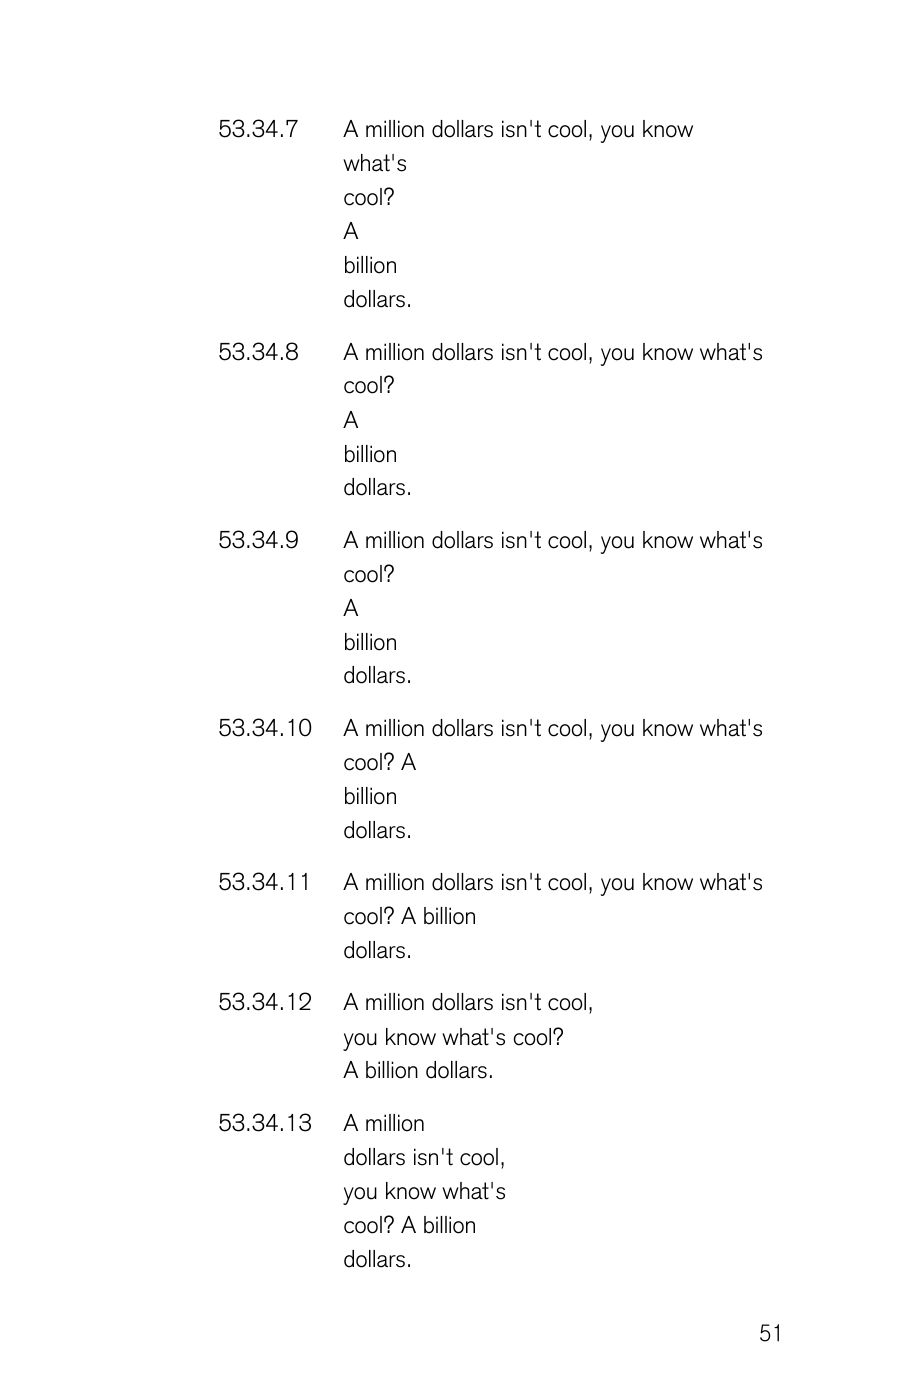 53.34.7 A million dollars isn't cool, you know
what's
cool?
A
billion
dollars.
53.34.8 A million dollars isn't cool, you know what's
cool?
A
billion
dollars.
53.34.9 A million dollars isn't cool, you know what's
cool?
A
billion
dollars.
53.34.10 A million dollars isn't cool, you know what's
cool? A
billion
dollars.
53.34.11 A million dollars isn't cool, you know what's
cool? A billion
dollars.
53.34.12 A million dollars isn't cool,
you know what's cool?
A billion dollars.
53.34.13 A million
dollars isn't cool,
you know what's
cool? A billion
dollars.
51